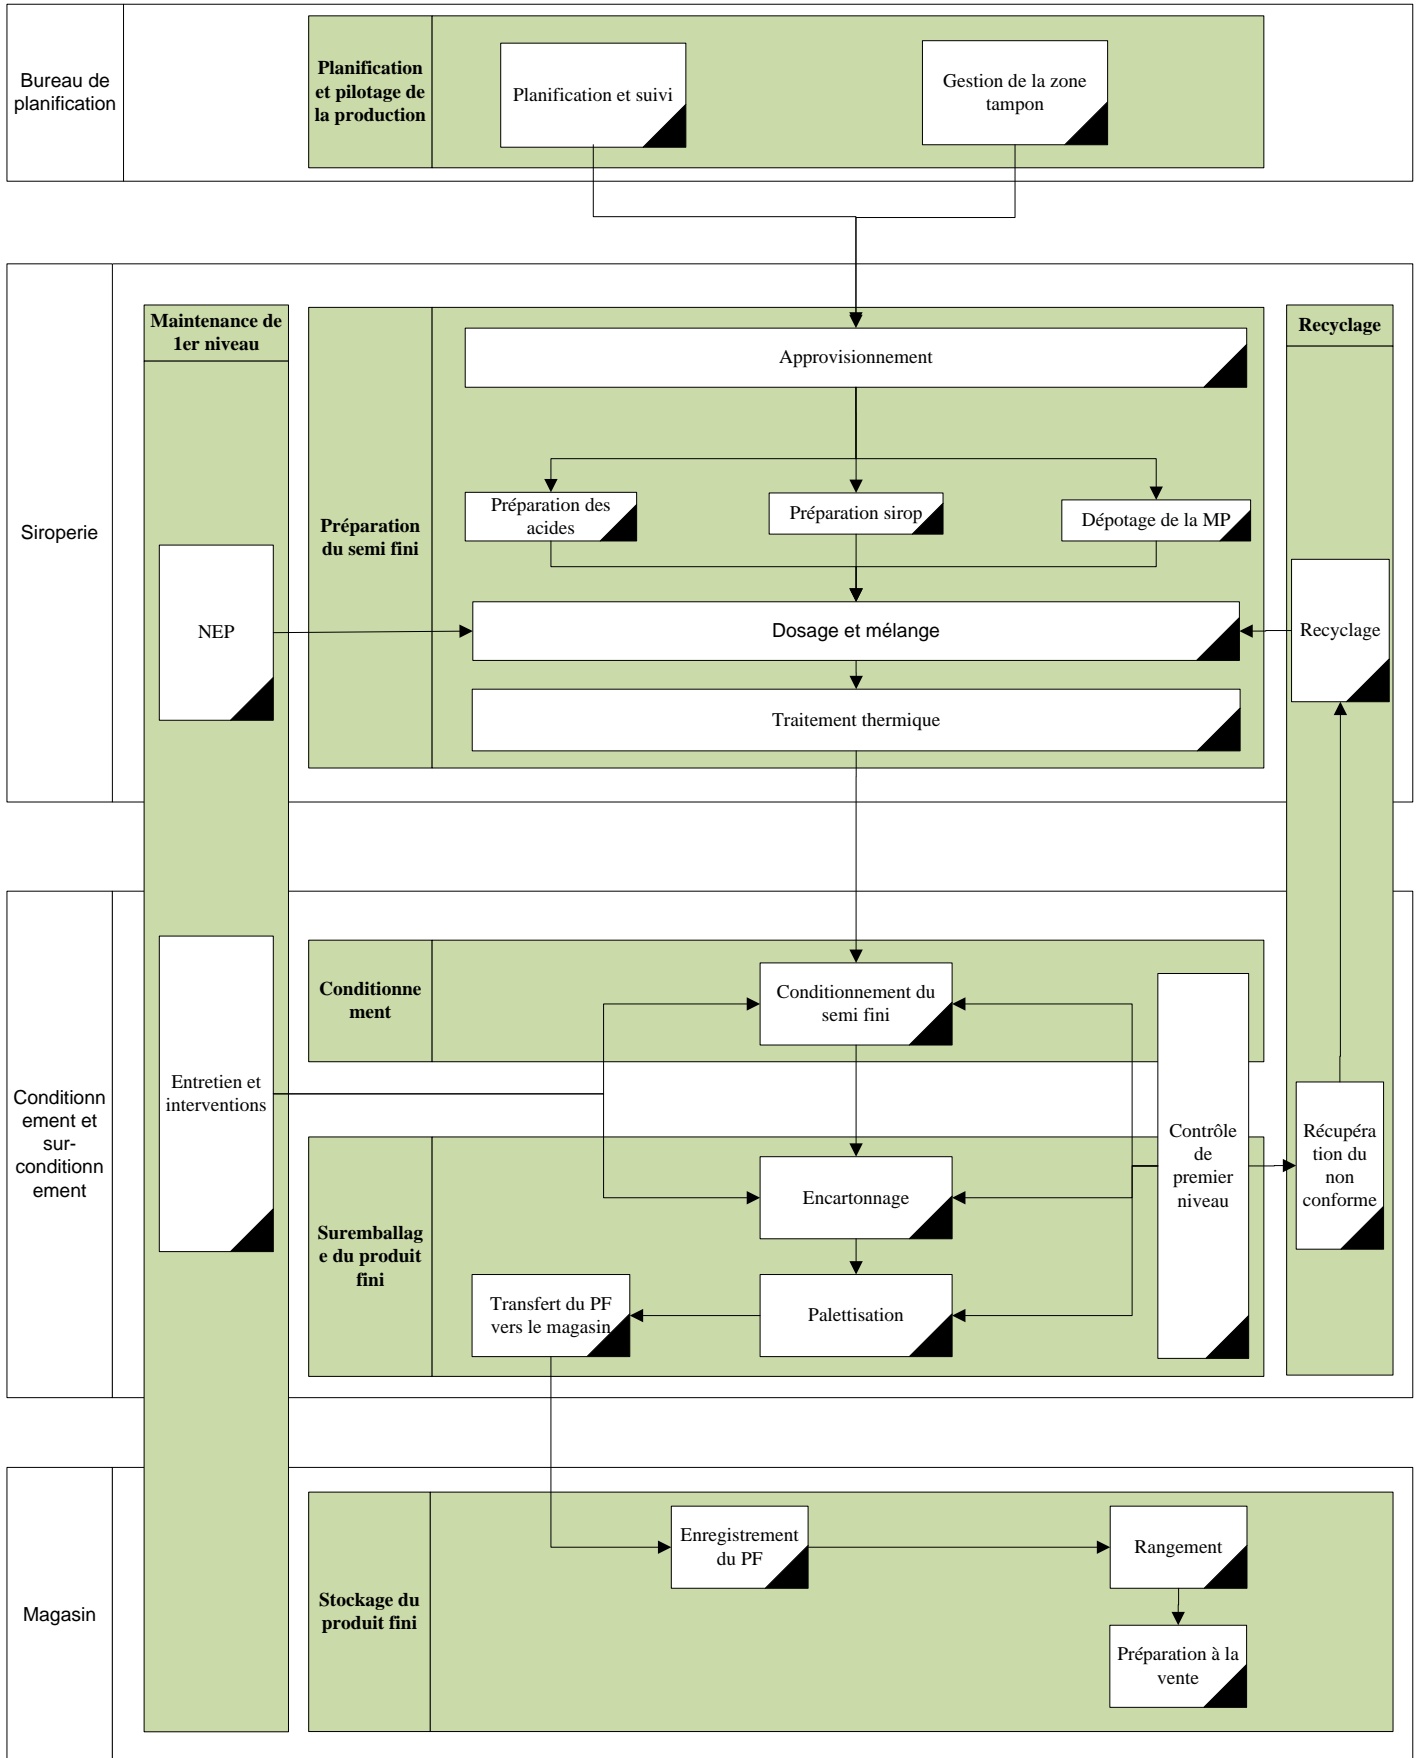 Bureau de
planification
Planification
et pilotage de
la production
Planification et suivi
Gestion de la zone
tampon
Siroperie
Maintenance de
1er niveau
Préparation
du semi fini
Approvisionnement
Recyclage
Préparation des
acides
Préparation sirop
Dépotage de la MP
NEP
Dosage et mélange
Recyclage
Traitement thermique
Conditionn
ement et
sur-
conditionn
ement
Entretien et
interventions
Conditionne
ment
Conditionnement du
semi fini
Contrôle
de
premier
niveau
Récupéra
tion du
non
conforme
Suremballag
e du produit
fini
Encartonnage
Transfert du PF
vers le magasin
Palettisation
Magasin
Stockage du
produit fini
Enregistrement
du PF
Rangement
Préparation à la
vente